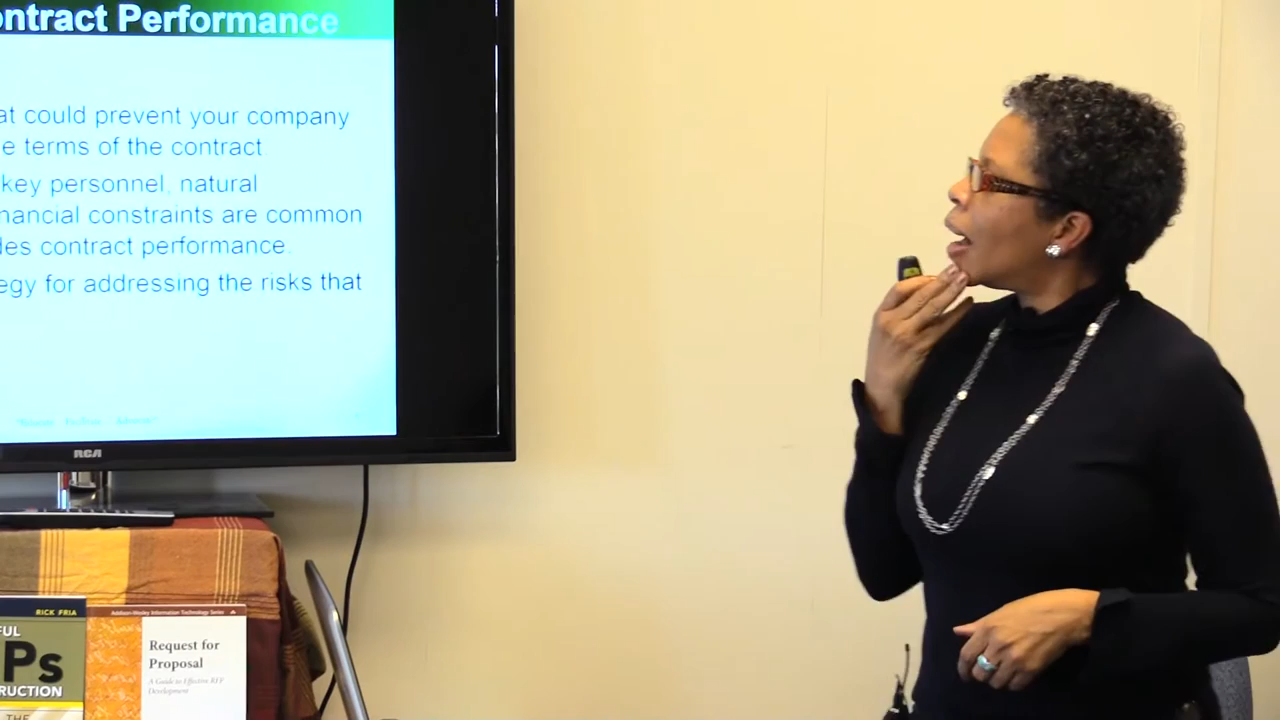 ontract Performance
at could prevent your company
e terms of the contract
key personnel, natural
nancial constraints are common
des contract performance.
egy for addressing the risks that
RCA
RICK FRIA
FUL
Ps
RUCTION
THE
Addison-Wesley Information Technology Series
Request for
Proposal
A Guide to Effective RFP
Development